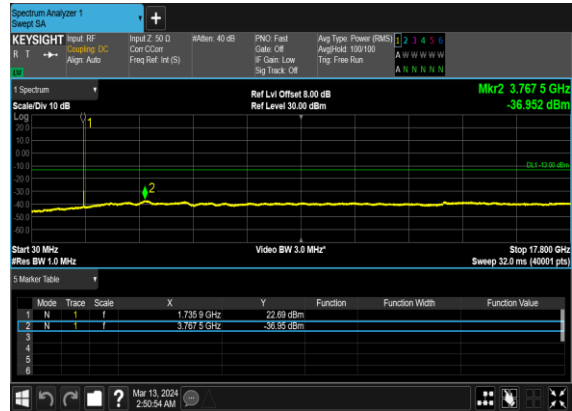 Spectrum Analyzer 1
Swept SA
+
KEYSIGHT
R T
Input: RF
Coupling: DC
Align: Auto
Input Z: 50 Ω
Corr CCorr
Freq Ref: Int (S)
#Atten: 40 dB
PNO: Fast
Gate: Off
IF Gain: Low
Sig Track: Off
Avg Type: Power (RMS)
Avg|Hold: 100/100
Trig: Free Run
1 2 3 4 5 6
A W W W W W
A N N N N N
1 Spectrum
Scale/Div 10 dB
Ref Lvl Offset 8.00 dB
Ref Level 30.00 dBm
Mkr2 3.767 5 GHz
-36.952 dBm
Log
20.0
10.0
0.00
-10.0
-20.0
-30.0
-40.0
-50.0
-60.0
1
2
DL1 -13.00 dBm
Start 30 MHz
#Res BW 1.0 MHz
Video BW 3.0 MHz*
Stop 17.800 GHz
Sweep 32.0 ms (40001 pts)
5 Marker Table
Mode Trace Scale X Y Function Function Width Function Value
1 N 1 f 1.735 9 GHz 22.69 dBm
2 N 1 f 3.767 5 GHz -36.95 dBm
3
4
5
6
?
Mar 13, 2024
2:50:54 AM